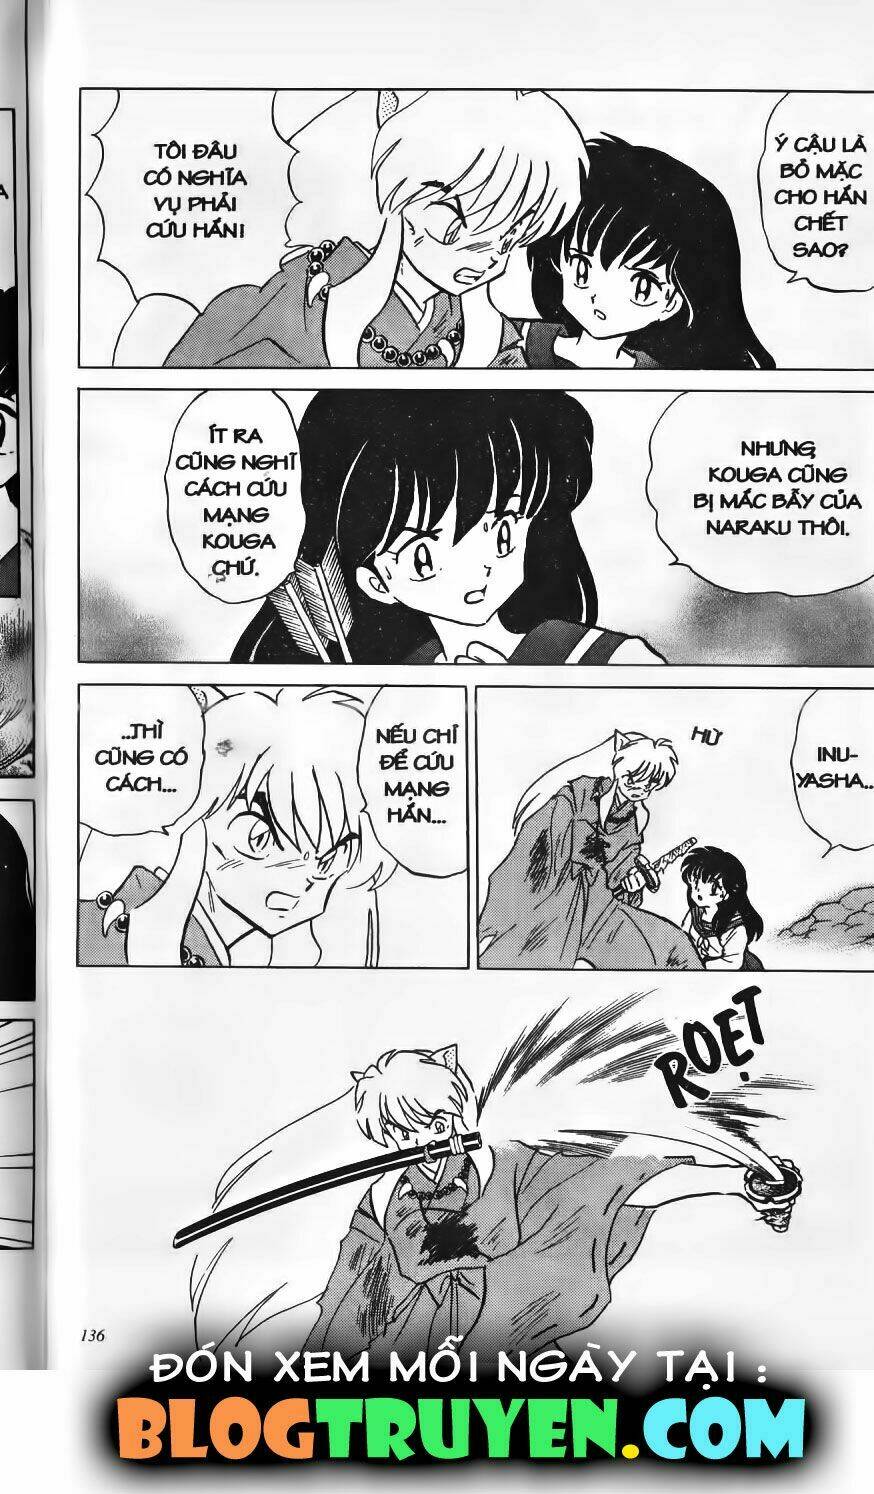 Ý CẬU LÀ
BỎ MẶC
CHO HẮN
CHẾT
SAO?
TÔI ĐÂU
CÓ NGHĨA
VỤ PHẢI
CỨU HẮN!
NHƯNG,
KOUGA CŨNG
BỊ MẮC BẪY CỦA
NARAKU THÔI.
ÍT RA
CŨNG NGHĨ
CÁCH CỨU
MẠNG
KOUGA
CHỨ.
INU-
YASHA..
HỪ
NẾU CHỈ
ĐỂ CỨU
MẠNG
HẮN...
..THÌ
CŨNG CÓ
CÁCH...
ROẸT
136
ĐÓN XEM MỖI NGÀY TẠI :
BLOGTRUYEN.COM